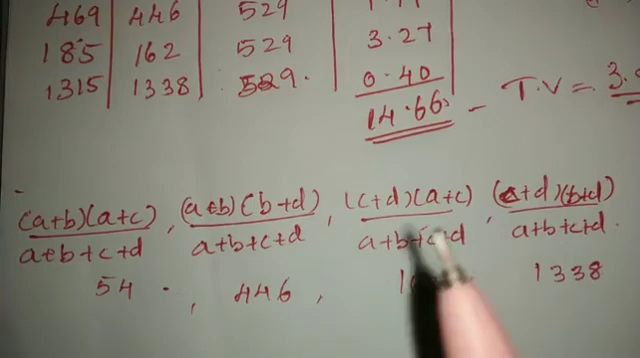 469 446 529
185 162 529 3.27
1315 1338 529. 0.40
14.66. - T.V = 3.
(a+b)(a+c) , (a+b)(b+d) , (c+d)(a+c) , (c+d)(b+d)
a+b+c+d a+b+c+d a+b+c+d a+b+c+d.
54 . , 446 , 1338